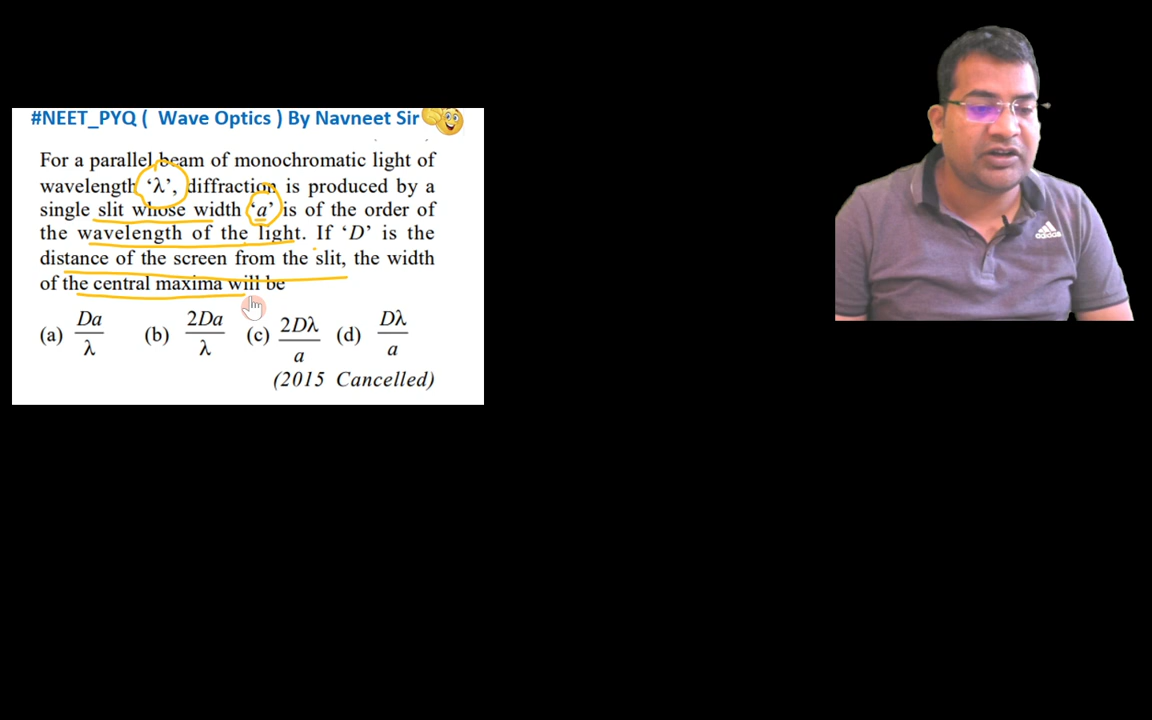 #NEET_PYQ ( Wave Optics ) By Navneet Sir
For a parallel beam of monochromatic light of
wavelength ‘λ’, diffraction is produced by a
single slit whose width ‘a’ is of the order of
the wavelength of the light. If ‘D’ is the
distance of the screen from the slit, the width
of the central maxima will be
(a) Da/λ (b) 2Da/λ (c) 2Dλ/a (d) Dλ/a
(2015 Cancelled)
adidas